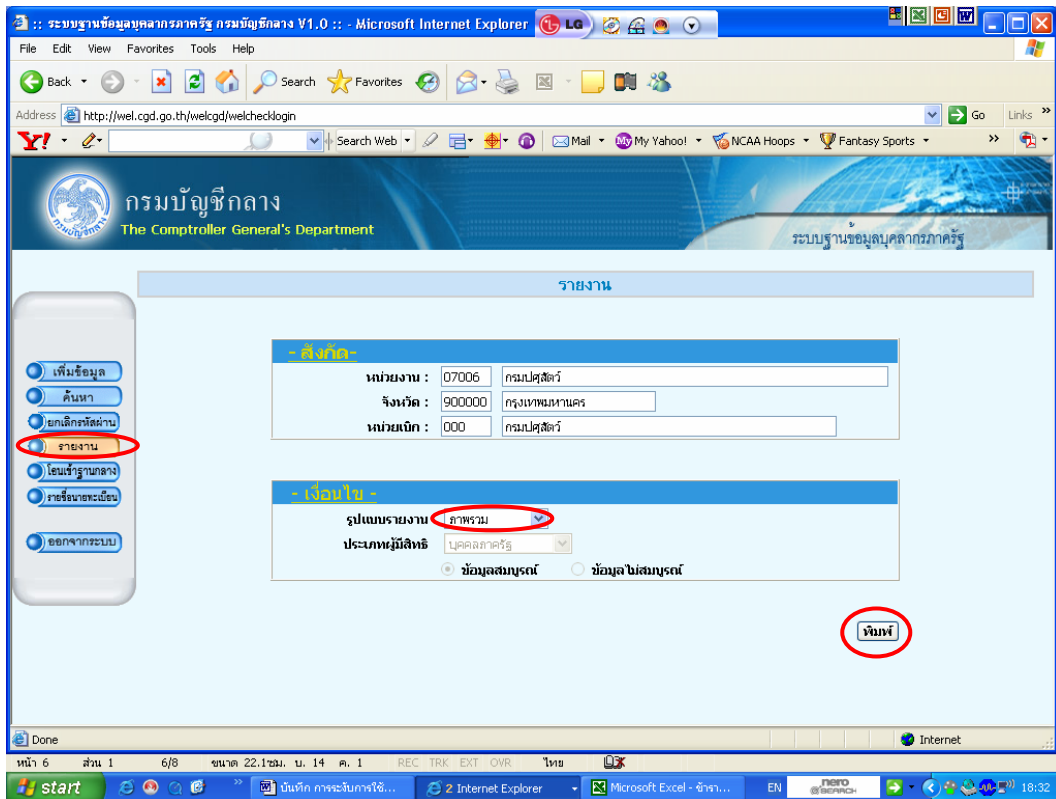 :: ระบบฐานข้อมูลบุคลากรภาครัฐ กรมบัญชีกลาง V1.0 :: - Microsoft Internet Explorer
LG
File Edit View Favorites Tools Help
Back Search Favorites
Address http://wel.cgd.go.th/welcgd/welchecklogin Go Links »
Y! Search Web Mail My Yahoo! NCAA Hoops Fantasy Sports »
กรมบัญชีกลาง
The Comptroller General's Department
ระบบฐานข้อมูลบุคลากรภาครัฐ
รายงาน
- สังกัด-
หน่วยงาน : 07006 กรมปศุสัตว์
จังหวัด : 900000 กรุงเทพมหานคร
หน่วยเบิก : 000 กรมปศุสัตว์
เพิ่มข้อมูล
ค้นหา
ยกเลิกรหัสผ่าน
รายงาน
โอนเข้าฐานกลาง
รายชื่อนายทะเบียน
ออกจากระบบ
- เงื่อนไข -
รูปแบบรายงาน ภาพรวม
ประเภทผู้มีสิทธิ บุคคลภาครัฐ
ข้อมูลสมบูรณ์ ข้อมูลไม่สมบูรณ์
พิมพ์
Done Internet
หน้า 6 ส่วน 1 6/8 ขนาด 22.1ซม. บ. 14 ค. 1 REC TRK EXT OVR ไทย
start » บันทึก การระงับการใช้... 2 Internet Explorer Microsoft Excel - ข้ารา... EN nero SEARCH 18:32